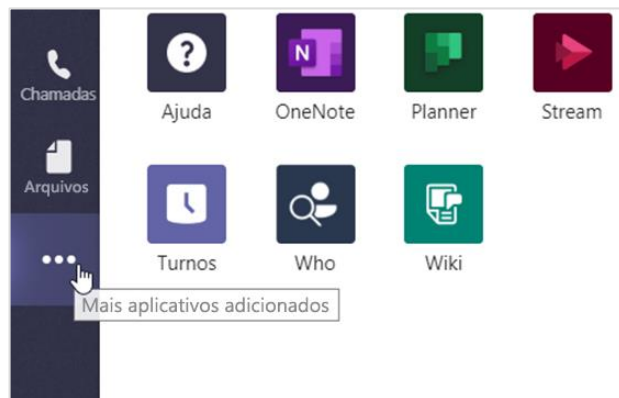 Chamadas
Arquivos
Ajuda
N
OneNote
Planner
Stream
Turnos
Who
Wiki
Mais aplicativos adicionados